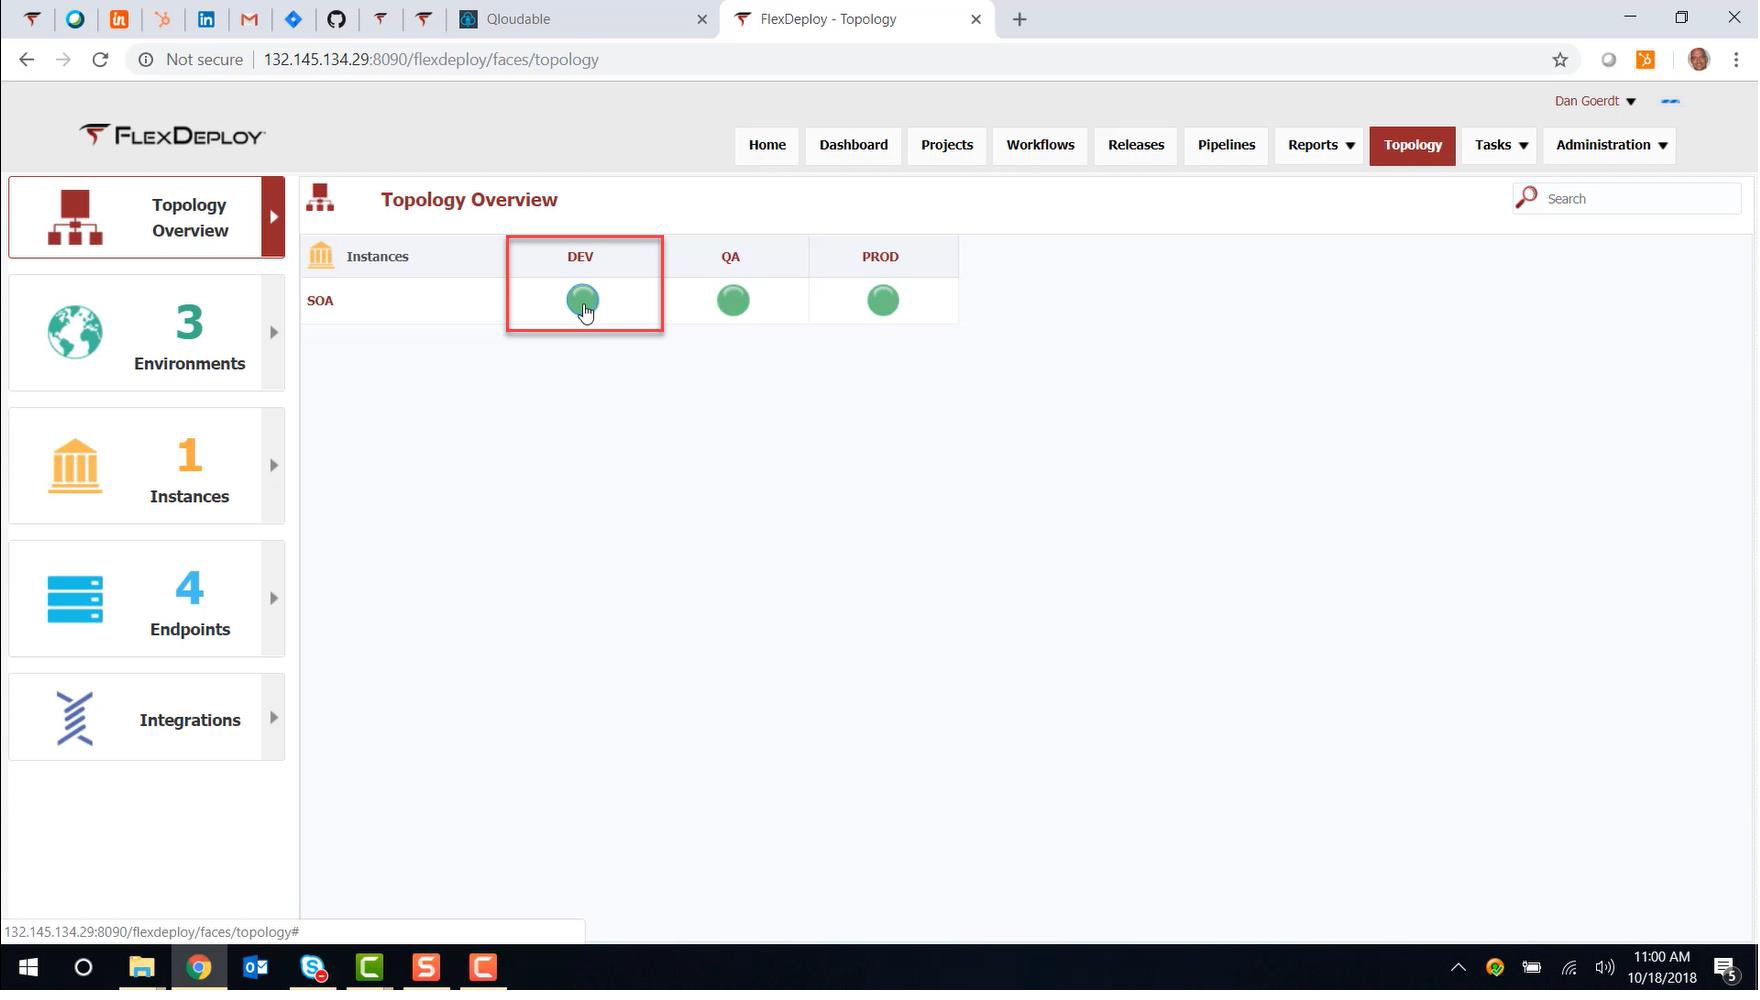 Qloudable
FlexDeploy - Topology
Not secure
132.145.134.29:8090/flexdeploy/faces/topology
Dan Goerdt
FLEXDEPLOY
Home
Dashboard
Projects
Workflows
Releases
Pipelines
Reports
Topology
Tasks
Administration
Topology
Overview
Topology Overview
Search
Instances
DEV
QA
PROD
SOA
3
Environments
1
Instances
4
Endpoints
Integrations
132.145.134.29:8090/flexdeploy/faces/topology#
11:00 AM
10/18/2018
5